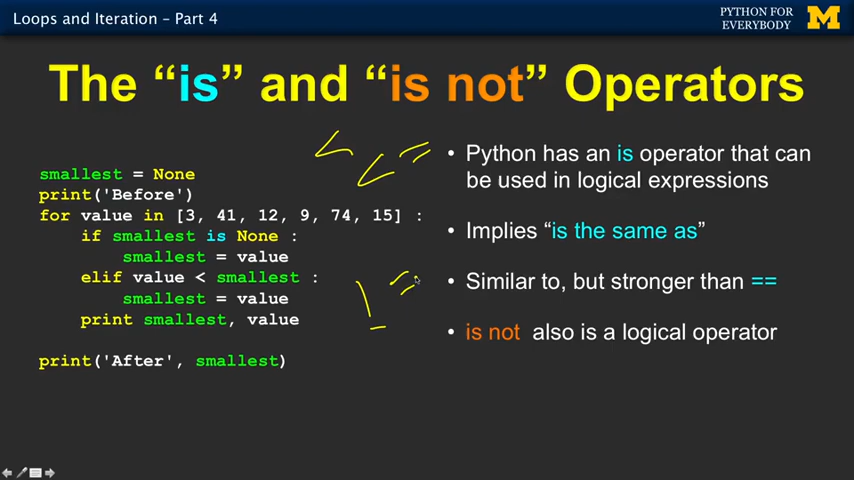 Loops and Iteration – Part 4
PYTHON FOR
EVERYBODY
M
The “is” and “is not” Operators
smallest = None
print('Before')
for value in [3, 41, 12, 9, 74, 15] :
    if smallest is None :
        smallest = value
    elif value < smallest :
        smallest = value
    print smallest, value
print('After', smallest)
< <=
!=
• Python has an is operator that can
be used in logical expressions
• Implies “is the same as”
• Similar to, but stronger than ==
• is not also is a logical operator